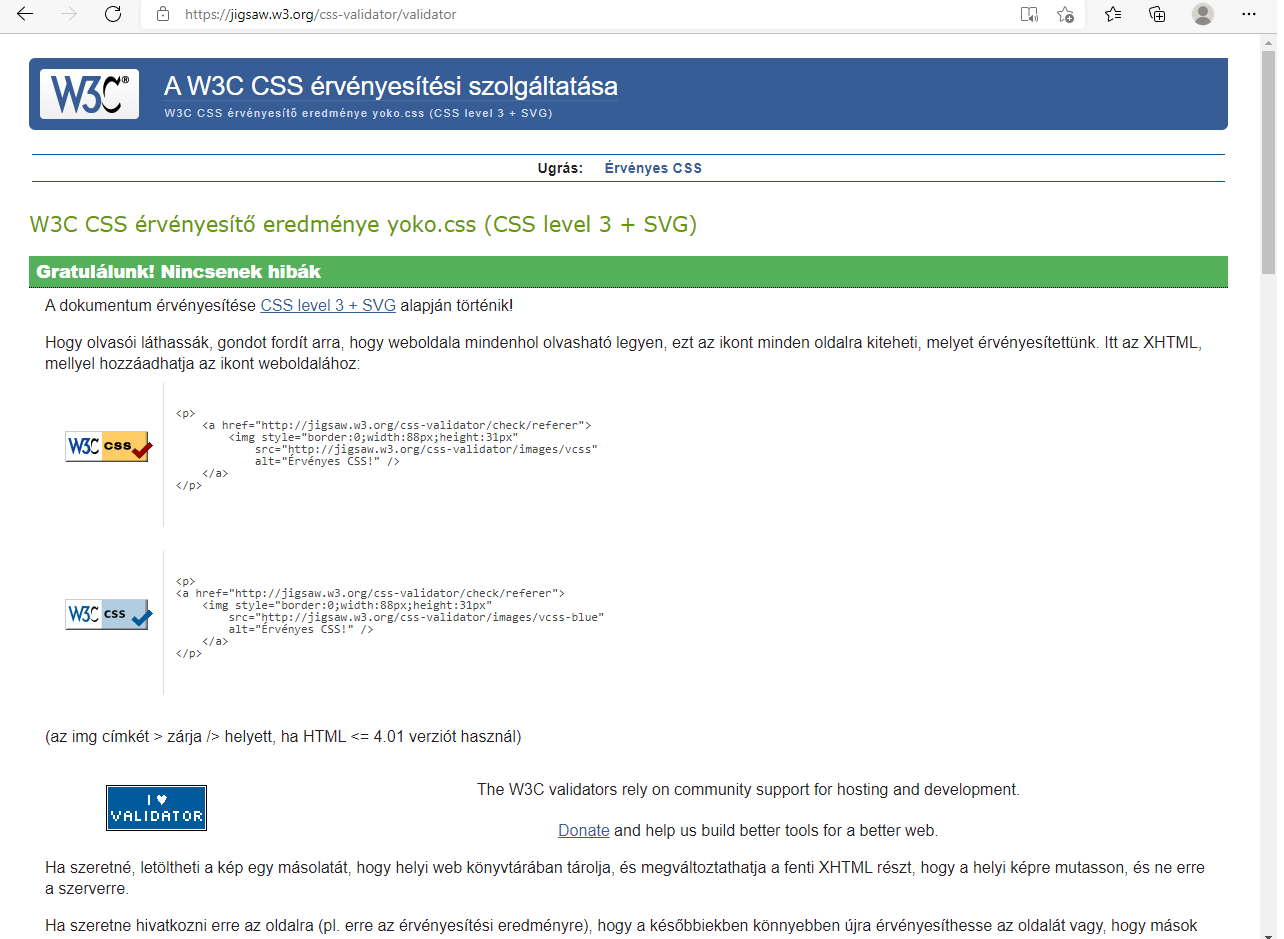 https://jigsaw.w3.org/css-validator/validator
W3C®
A W3C CSS érvényesítési szolgáltatása
W3C CSS érvényesítő eredménye yoko.css (CSS level 3 + SVG)
Ugrás: Érvényes CSS
W3C CSS érvényesítő eredménye yoko.css (CSS level 3 + SVG)
Gratulálunk! Nincsenek hibák
A dokumentum érvényesítése CSS level 3 + SVG alapján történik!
Hogy olvasói láthassák, gondot fordít arra, hogy weboldala mindenhol olvasható legyen, ezt az ikont minden oldalra kiteheti, melyet érvényesítettünk. Itt az XHTML,
mellyel hozzáadhatja az ikont weboldalához:
W3C css
<p>
    <a href="http://jigsaw.w3.org/css-validator/check/referer">
        <img style="border:0;width:88px;height:31px"
            src="http://jigsaw.w3.org/css-validator/images/vcss"
            alt="Érvényes CSS!" />
    </a>
</p>
W3C css
<p>
<a href="http://jigsaw.w3.org/css-validator/check/referer">
    <img style="border:0;width:88px;height:31px"
        src="http://jigsaw.w3.org/css-validator/images/vcss-blue"
        alt="Érvényes CSS!" />
    </a>
</p>
(az img címkét > zárja /> helyett, ha HTML <= 4.01 verziót használ)
I ♥
VALIDATOR
The W3C validators rely on community support for hosting and development.
Donate and help us build better tools for a better web.
Ha szeretné, letöltheti a kép egy másolatát, hogy helyi web könyvtárában tárolja, és megváltoztathatja a fenti XHTML részt, hogy a helyi képre mutasson, és ne erre
a szerverre.
Ha szeretne hivatkozni erre az oldalra (pl. erre az érvényesítési eredményre), hogy a későbbiekben könnyebben újra érvényesíthesse az oldalát vagy, hogy mások